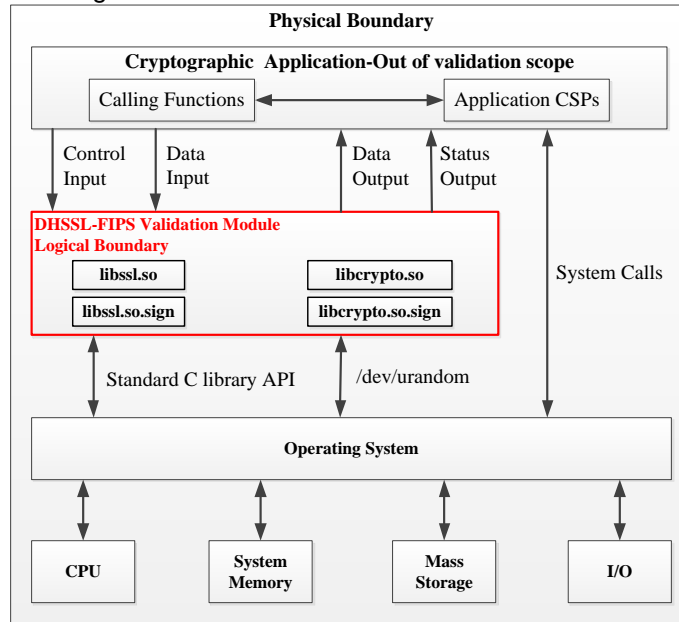 Physical Boundary
Cryptographic Application-Out of validation scope
Calling Functions
Application CSPs
Control
Input
Data
Input
Data
Output
Status
Output
DHSSL-FIPS Validation Module
Logical Boundary
libssl.so
libcrypto.so
libssl.so.sign
libcrypto.so.sign
System Calls
Standard C library API
/dev/urandom
Operating System
CPU
System
Memory
Mass
Storage
I/O